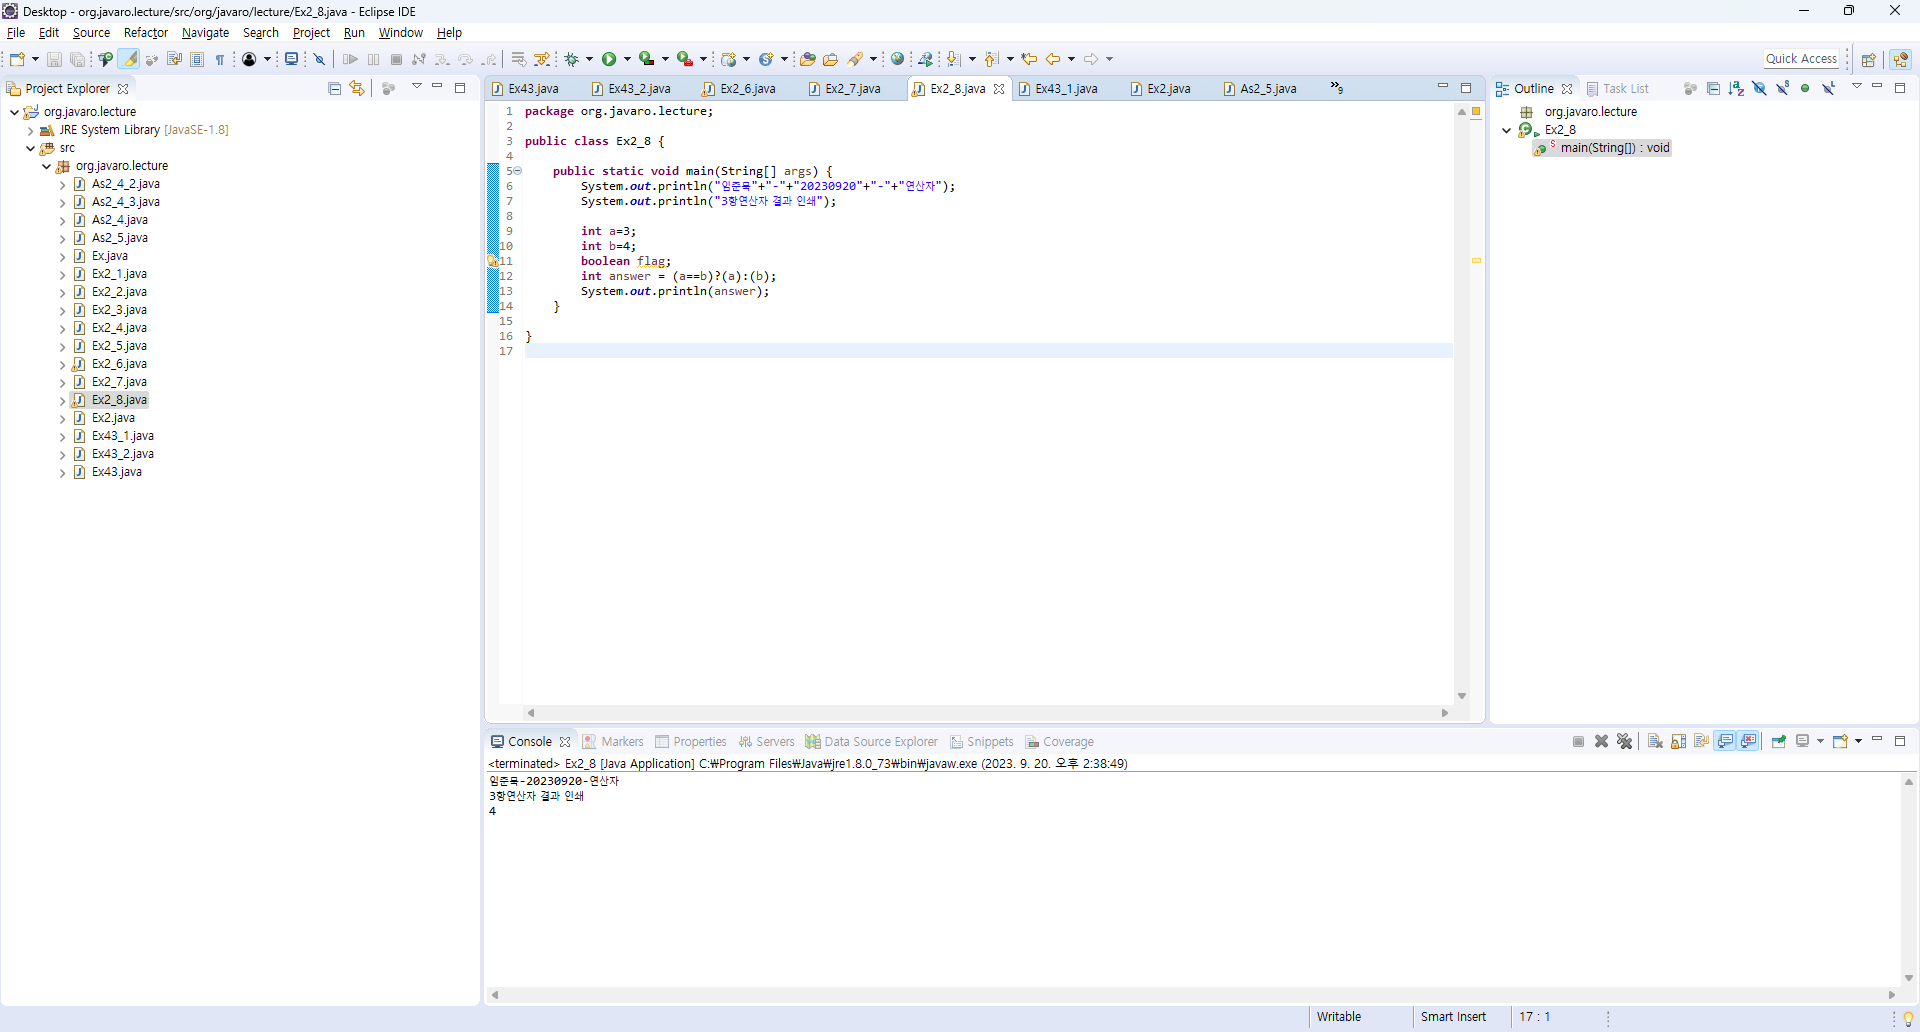 Desktop - org.javaro.lecture/src/org/javaro/lecture/Ex2_8.java - Eclipse IDE
File Edit Source Refactor Navigate Search Project Run Window Help
Quick Access
Project Explorer
org.javaro.lecture
JRE System Library [JavaSE-1.8]
src
org.javaro.lecture
As2_4_2.java
As2_4_3.java
As2_4.java
As2_5.java
Ex.java
Ex2_1.java
Ex2_2.java
Ex2_3.java
Ex2_4.java
Ex2_5.java
Ex2_6.java
Ex2_7.java
Ex2_8.java
Ex2.java
Ex43_1.java
Ex43_2.java
Ex43.java
Ex43.java Ex43_2.java Ex2_6.java Ex2_7.java Ex2_8.java Ex43_1.java Ex2.java As2_5.java »9
1 package org.javaro.lecture;
2
3 public class Ex2_8 {
4
5 public static void main(String[] args) {
6 System.out.println("임준묵"+"-"+"20230920"+"-"+"연산자");
7 System.out.println("3항연산자 결과 인쇄");
8
9 int a=3;
10 int b=4;
11 boolean flag;
12 int answer = (a==b)?(a):(b);
13 System.out.println(answer);
14 }
15
16 }
17
Outline Task List
org.javaro.lecture
Ex2_8
main(String[]) : void
Console Markers Properties Servers Data Source Explorer Snippets Coverage
<terminated> Ex2_8 [Java Application] C:₩Program Files₩Java₩jre1.8.0_73₩bin₩javaw.exe (2023. 9. 20. 오후 2:38:49)
임준묵-20230920-연산자
3항연산자 결과 인쇄
4
Writable Smart Insert 17 : 1